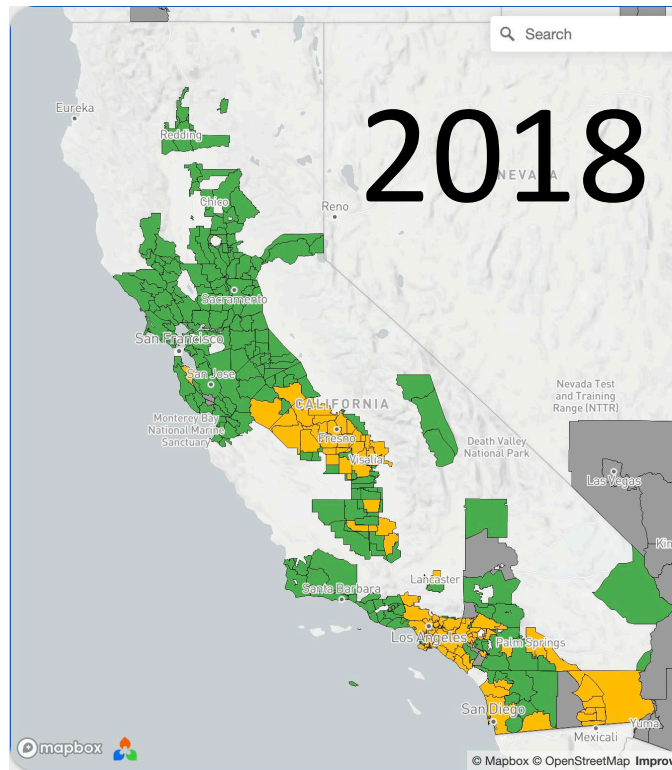 Search
2018
NEVADA
Eureka
Redding
Chico
Reno
Sacramento
San Francisco
San Jose
CALIFORNIA
Monterey Bay
National Marine
Sanctuary
Fresno
Visalia
Nevada Test
and Training
Range (NTTR)
Death Valley
National Park
Las Vegas
Kin
Lancaster
Santa Barbara
Los Angeles
Palm Springs
San Diego
Yuma
Mexicali
mapbox
© Mapbox © OpenStreetMap Impro